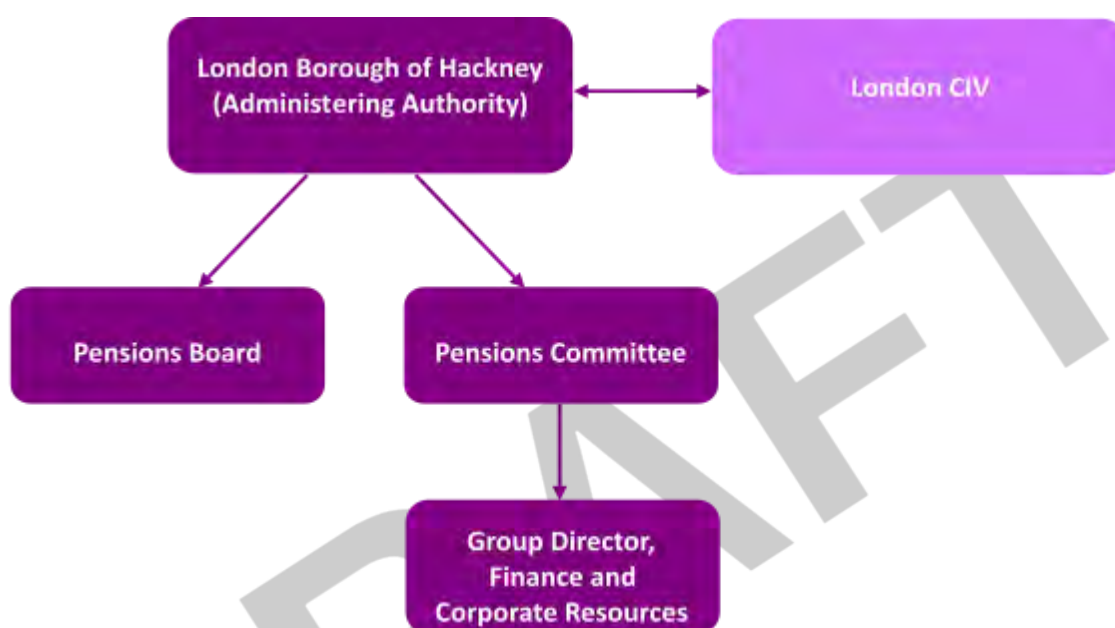 London Borough of Hackney
(Administering Authority)
London CIV
Pensions Board
Pensions Committee
Group Director,
Finance and
Corporate Resources
DRAFT